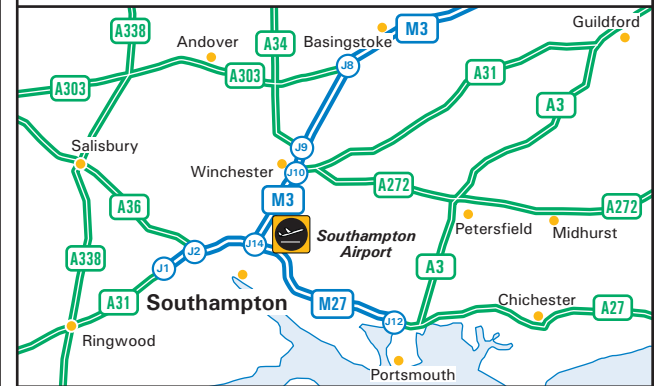 Guildford
A338
M3
Andover
A34
Basingstoke
J8
A31
A303
A303
A3
J9
Salisbury
Winchester
J10
A272
M3
A36
A272
Southampton
Airport
Petersfield
Midhurst
J14
J2
A338
J1
A3
A31
Southampton
M27
Chichester
A27
J12
Ringwood
Portsmouth